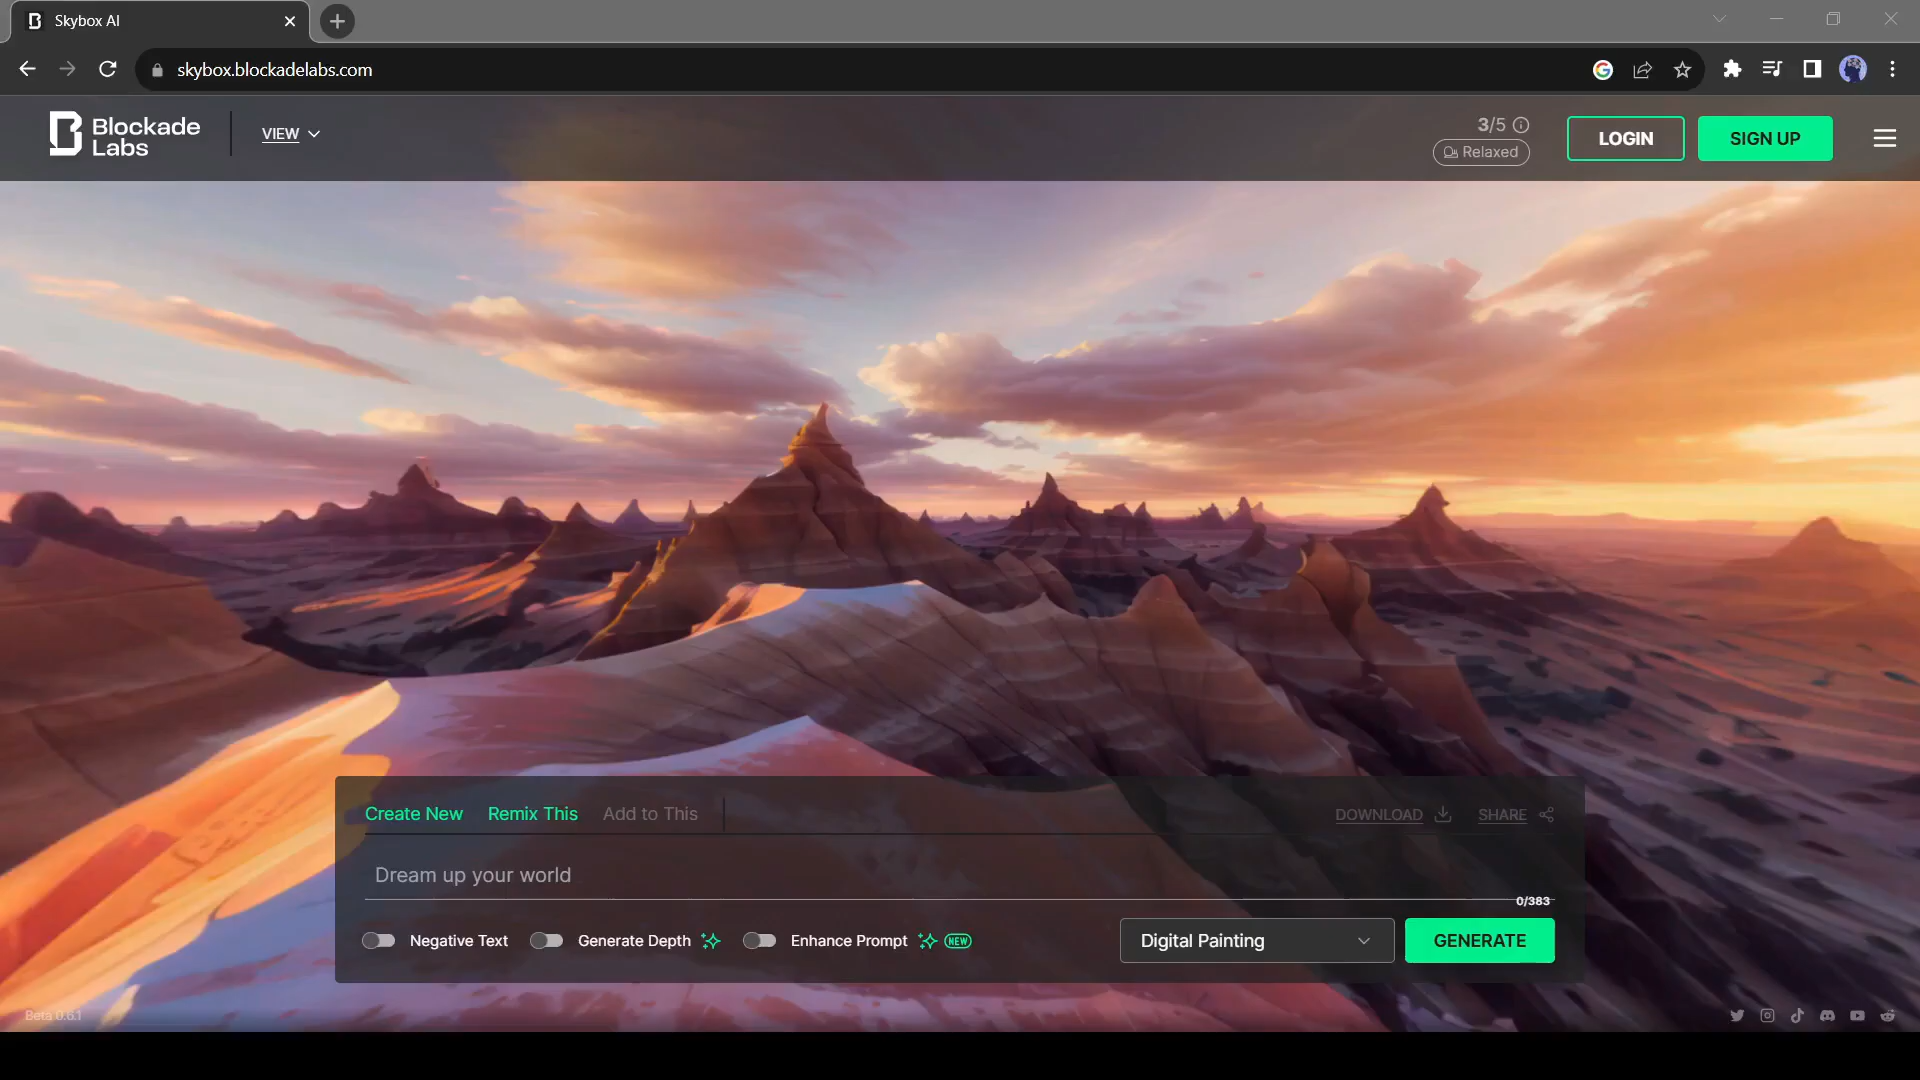 Skybox AI
skybox.blockadelabs.com
Blockade
Labs
VIEW
3/5
Relaxed
LOGIN
SIGN UP
Create New
Remix This
Add to This
DOWNLOAD
SHARE
Dream up your world
0/383
Negative Text
Generate Depth
Enhance Prompt
NEW
Digital Painting
GENERATE
Beta 0.6.1